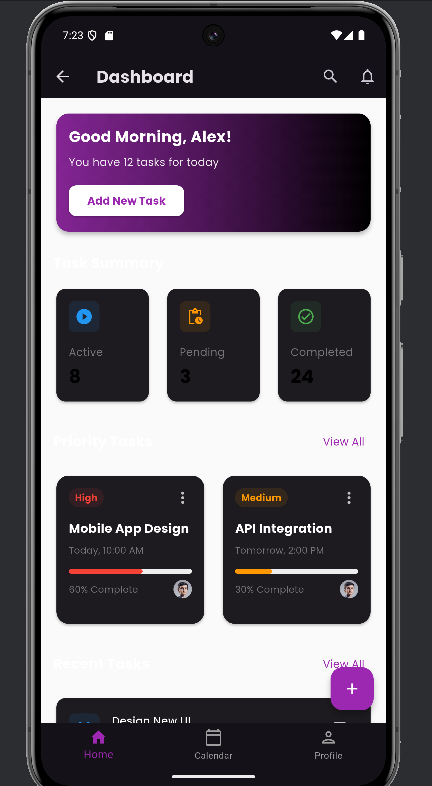 7:23
Dashboard
Good Morning, Alex!
You have 12 tasks for today
Add New Task
Task Summary
Active
8
Pending
3
Completed
24
Priority Tasks
View All
High
Mobile App Design
Today, 10:00 AM
60% Complete
Medium
API Integration
Tomorrow, 2:00 PM
30% Complete
Recent Tasks
View All
+
Design New UI
Home
Calendar
Profile